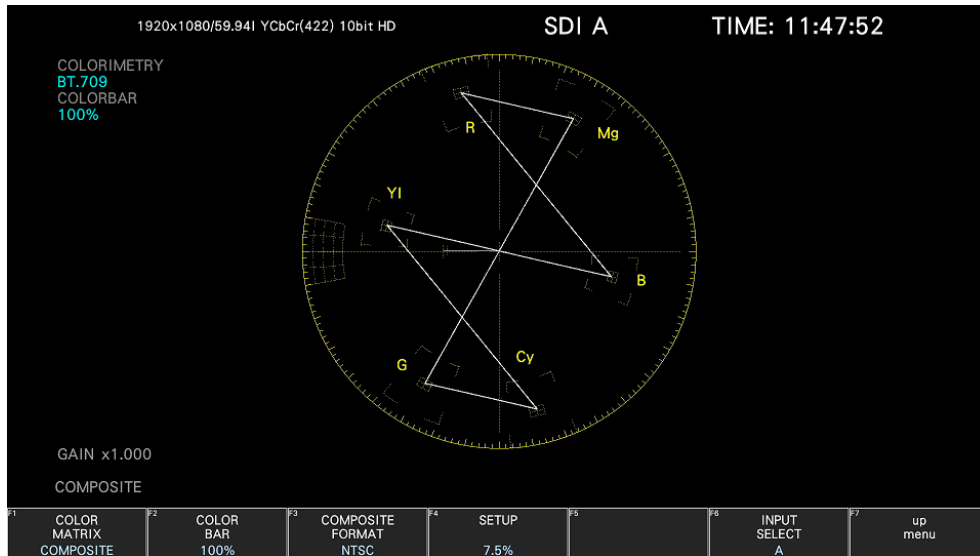 1920x1080/59.94I YCbCr(422) 10bit HD SDI A TIME: 11:47:52
COLORIMETRY
BT.709
COLORBAR
100%
R
Mg
Yl
B
Cy
G
GAIN x1.000
COMPOSITE
F1 COLOR MATRIX COMPOSITE
F2 COLOR BAR 100%
F3 COMPOSITE FORMAT NTSC
F4 SETUP 7.5%
F5
F6 INPUT SELECT A
F7 up menu